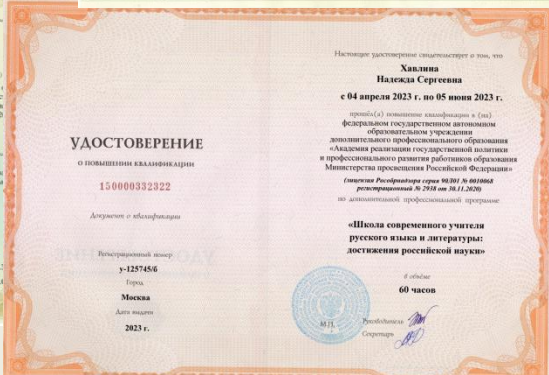 УДОСТОВЕРЕНИЕ
О ПОВЫШЕНИИ КВАЛИФИКАЦИИ
150000332322
Документ о квалификации
Регистрационный номер
у-125745/б
Город
Москва
Дата выдачи
2023 г.
Настоящее удостоверение свидетельствует о том, что
Хавлина
Надежда Сергеевна
с 04 апреля 2023 г. по 05 июня 2023 г.
прошёл(а) повышение квалификации в (на)
федеральном государственном автономном
образовательном учреждении
дополнительного профессионального образования
«Академия реализации государственной политики
и профессионального развития работников образования
Министерства просвещения Российской Федерации»
(лицензия Рособрнадзора серия 90Л01 № 0010068
регистрационный № 2938 от 30.11.2020)
по дополнительной профессиональной программе
«Школа современного учителя
русского языка и литературы:
достижения российской науки»
в объёме
60 часов
М.П.
Руководитель
Секретарь